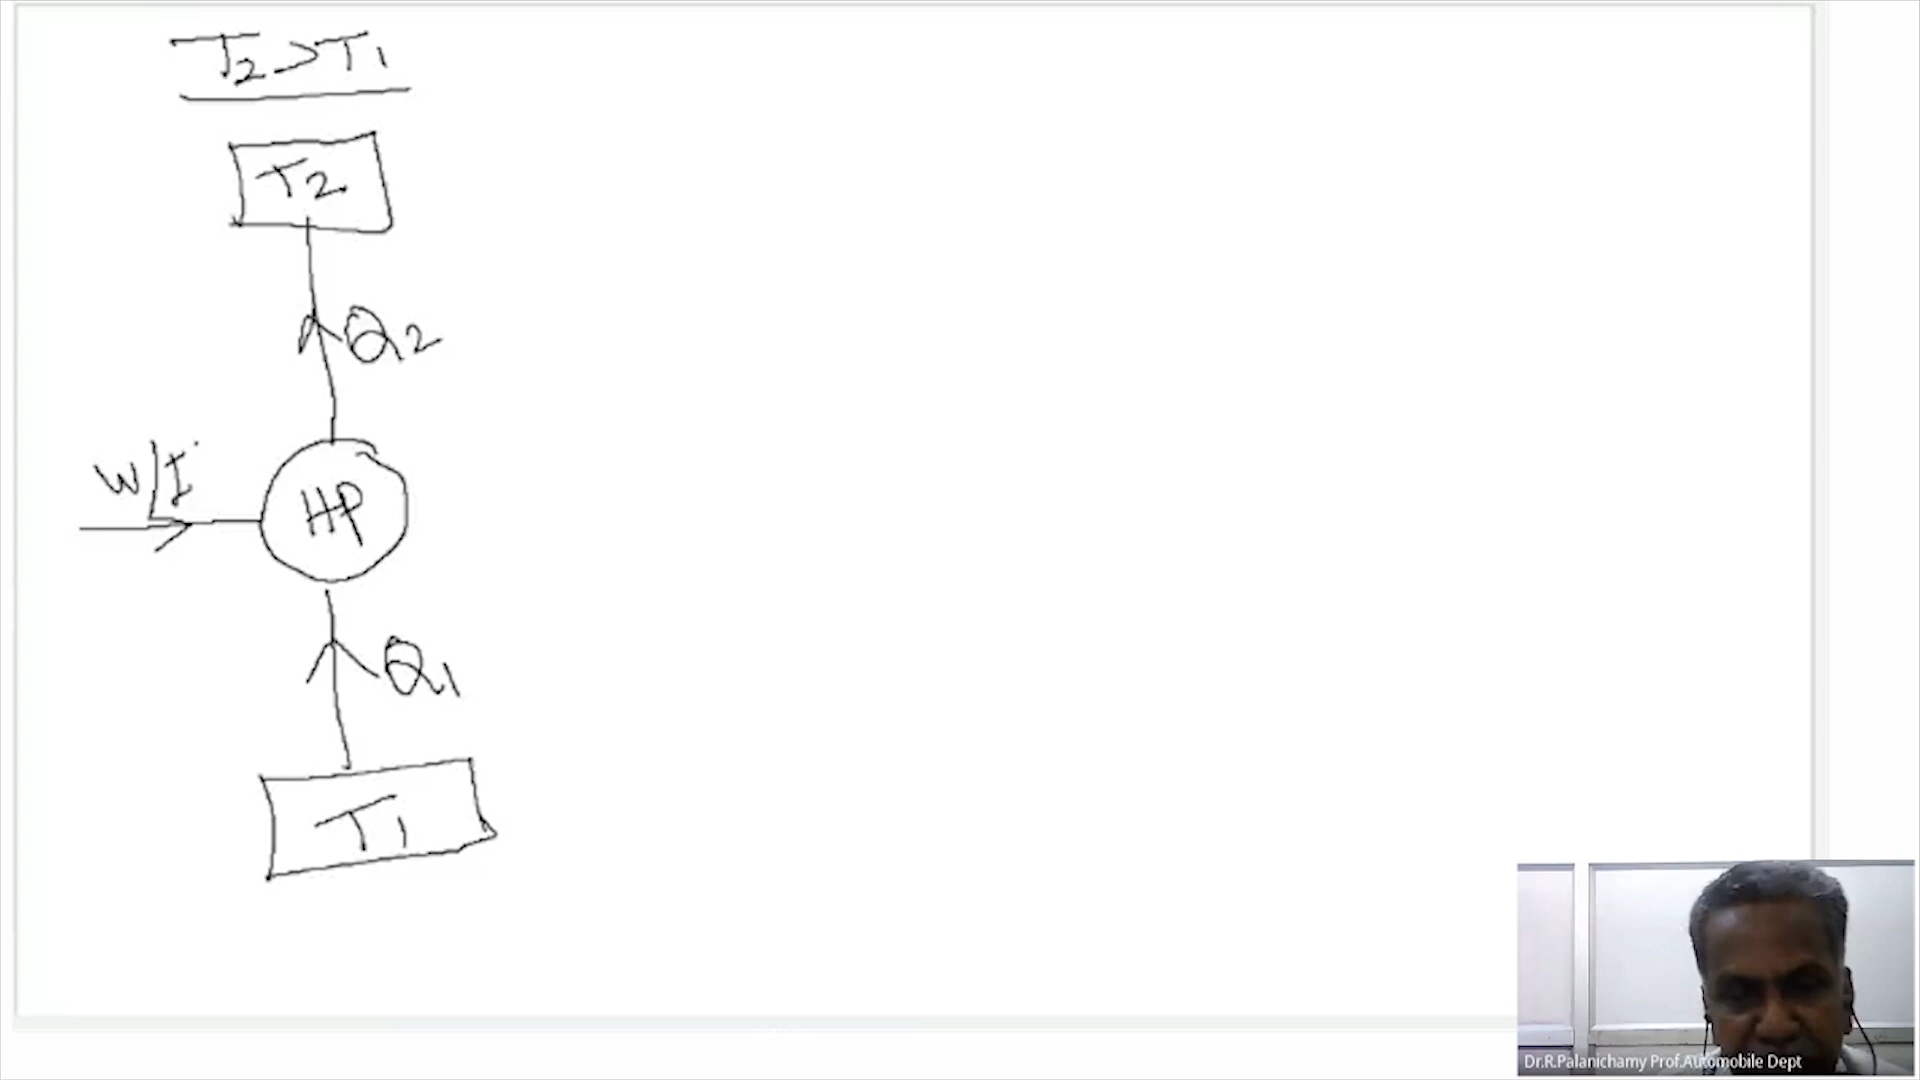 T2 > T1
T2
Q2
W/I
HP
Q1
T1
Dr.R.Palanichamy Prof.Automobile Dept